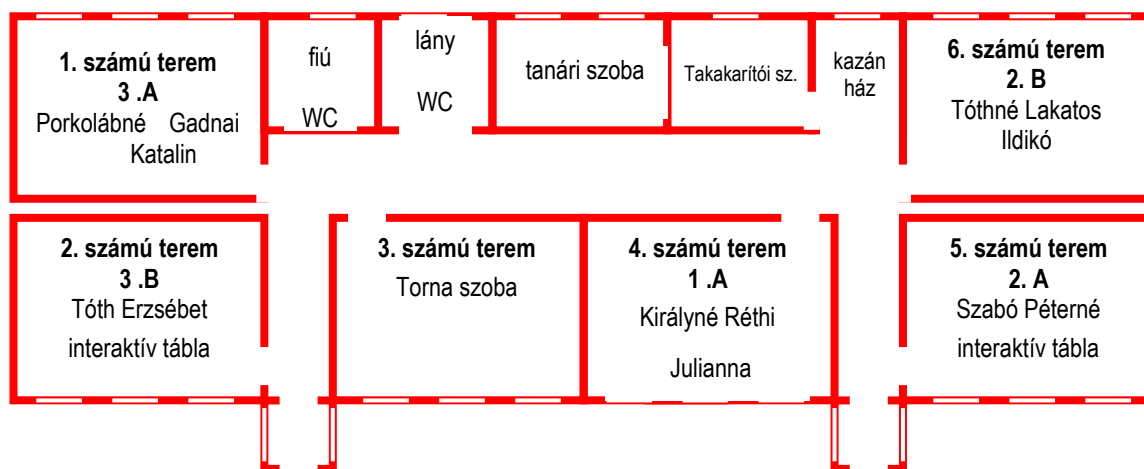 1. számú terem
3 .A
Porkolábné Gadnai
Katalin
fiú
WC
lány
WC
tanári szoba
Takakarítói sz.
kazán
ház
6. számú terem
2. B
Tóthné Lakatos
Ildikó
2. számú terem
3 .B
Tóth Erzsébet
interaktív tábla
3. számú terem
Torna szoba
4. számú terem
1 .A
Királyné Réthi
Julianna
5. számú terem
2. A
Szabó Péterné
interaktív tábla